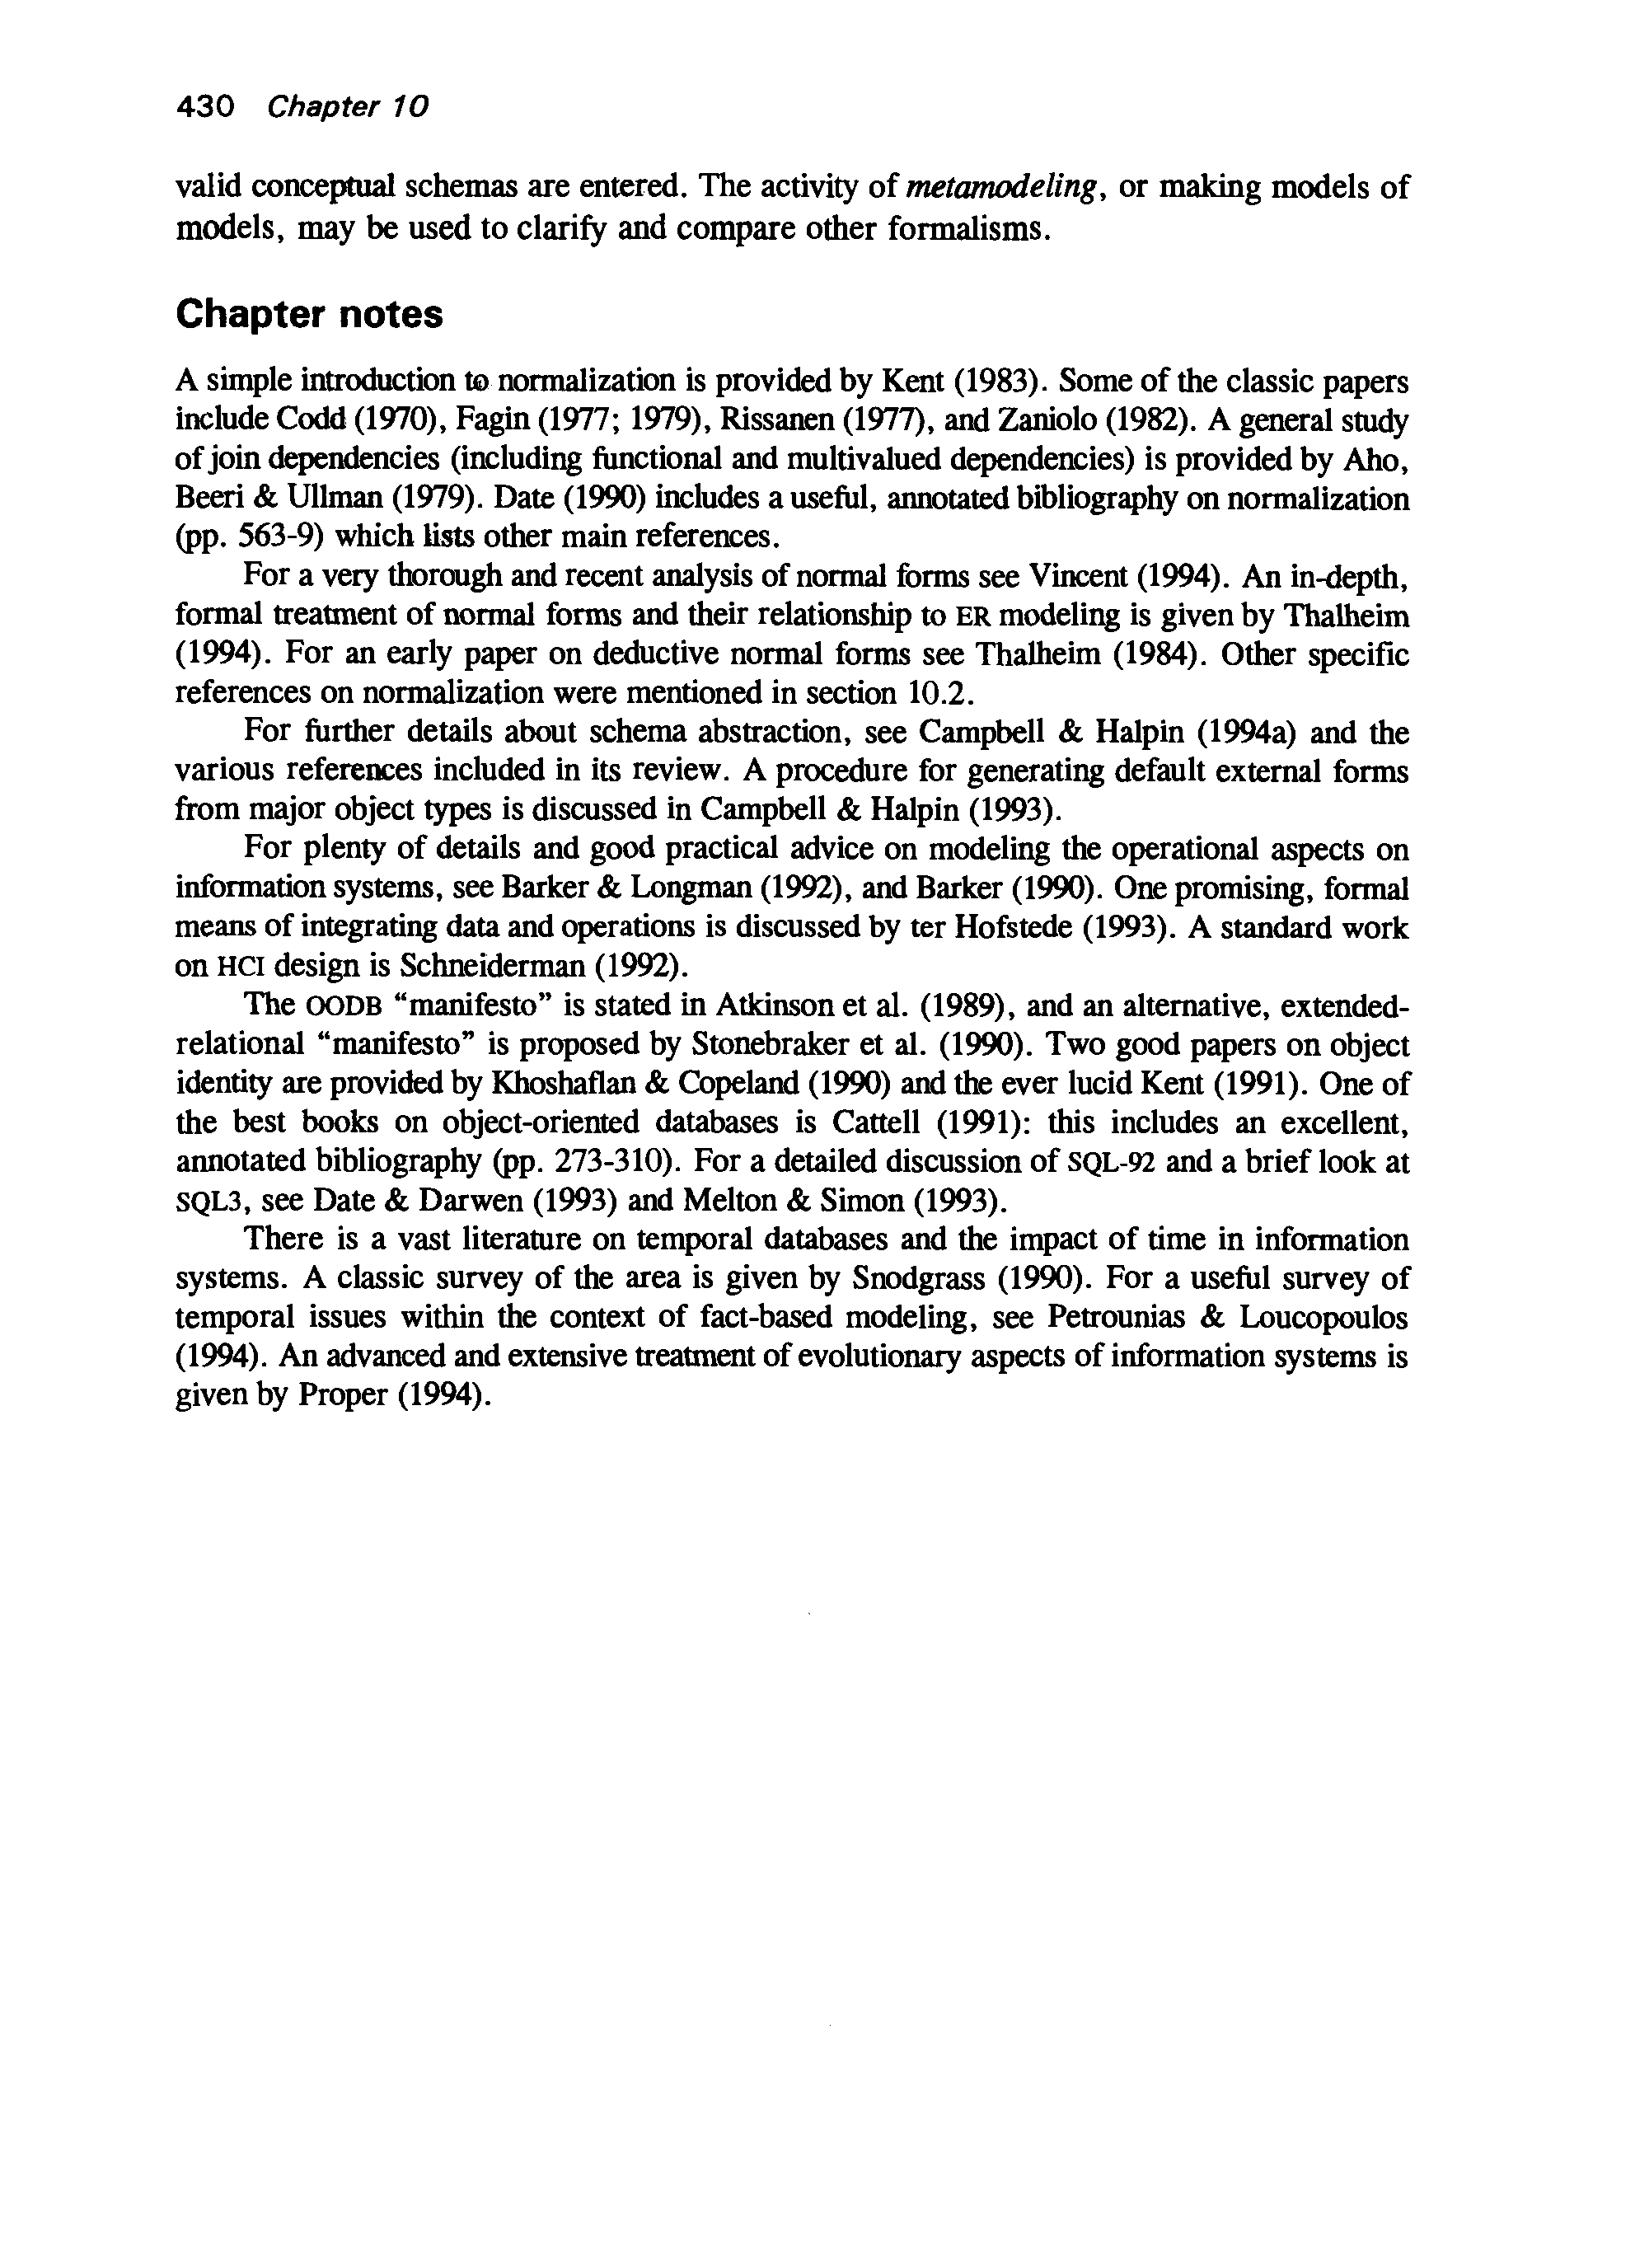 430 Chapter 10
valid conceptual schemas are entered. The activity of metamodeling, or making models of
models, may be used to clarify and compare other formalisms.
Chapter notes
A simple introduction to normalization is provided by Kent (1983). Some of the classic papers
include Codd (1970), Fagin (1977; 1979), Rissanen (1977), and Zaniolo (1982). A general study
of join dependencies (including functional and multivalued dependencies) is provided by Aho,
Beeri & Ullman (1979). Date (1990) includes a useful, annotated bibliography on normalization
(pp. 563-9) which lists other main references.
For a very thorough and recent analysis of normal forms see Vincent (1994). An in-depth,
formal treatment of normal forms and their relationship to ER modeling is given by Thalheim
(1994). For an early paper on deductive normal forms see Thalheim (1984). Other specific
references on normalization were mentioned in section 10.2.
For further details about schema abstraction, see Campbell & Halpin (1994a) and the
various references included in its review. A procedure for generating default external forms
from major object types is discussed in Campbell & Halpin (1993).
For plenty of details and good practical advice on modeling the operational aspects on
information systems, see Barker & Longman (1992), and Barker (1990). One promising, formal
means of integrating data and operations is discussed by ter Hofstede (1993). A standard work
on HCI design is Schneiderman (1992).
The OODB “manifesto” is stated in Atkinson et al. (1989), and an alternative, extended-
relational “manifesto” is proposed by Stonebraker et al. (1990). Two good papers on object
identity are provided by Khoshaflan & Copeland (1990) and the ever lucid Kent (1991). One of
the best books on object-oriented databases is Cattell (1991): this includes an excellent,
annotated bibliography (pp. 273-310). For a detailed discussion of SQL-92 and a brief look at
SQL3, see Date & Darwen (1993) and Melton & Simon (1993).
There is a vast literature on temporal databases and the impact of time in information
systems. A classic survey of the area is given by Snodgrass (1990). For a useful survey of
temporal issues within the context of fact-based modeling, see Petrounias & Loucopoulos
(1994). An advanced and extensive treatment of evolutionary aspects of information systems is
given by Proper (1994).